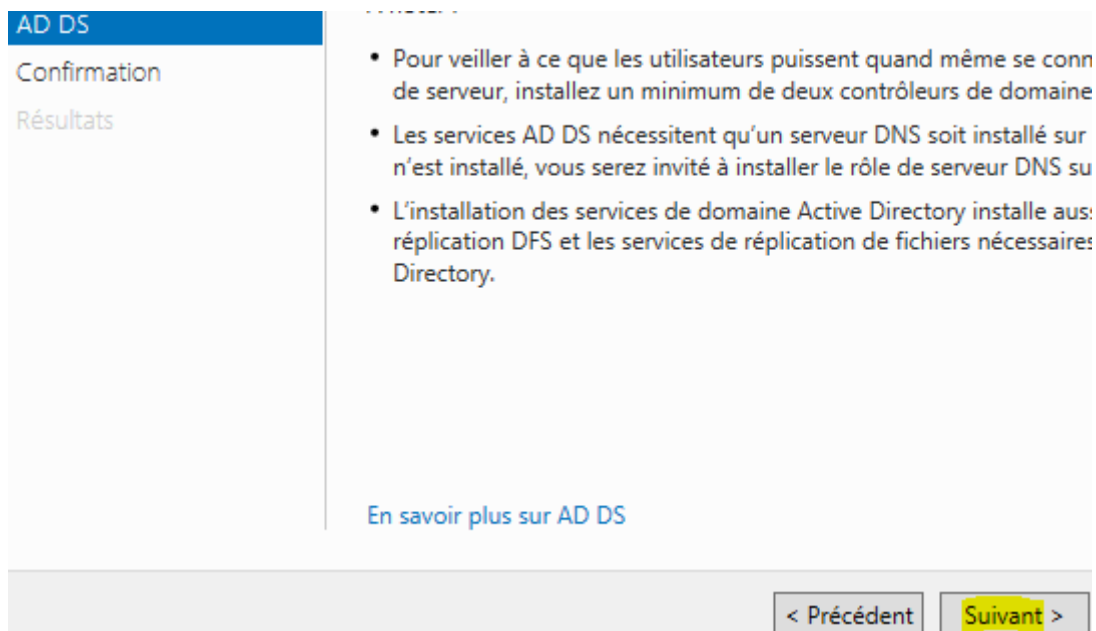 AD DS
Confirmation
Résultats
• Pour veiller à ce que les utilisateurs puissent quand même se conn
de serveur, installez un minimum de deux contrôleurs de domaine
• Les services AD DS nécessitent qu'un serveur DNS soit installé sur
n'est installé, vous serez invité à installer le rôle de serveur DNS su
• L'installation des services de domaine Active Directory installe aus
réplication DFS et les services de réplication de fichiers nécessaires
Directory.
En savoir plus sur AD DS
< Précédent
Suivant >